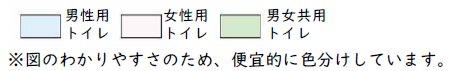 男性用 女性用 男女共用
トイレ トイレ トイレ
※図のわかりやすさのため、便宜的に色分けしています。